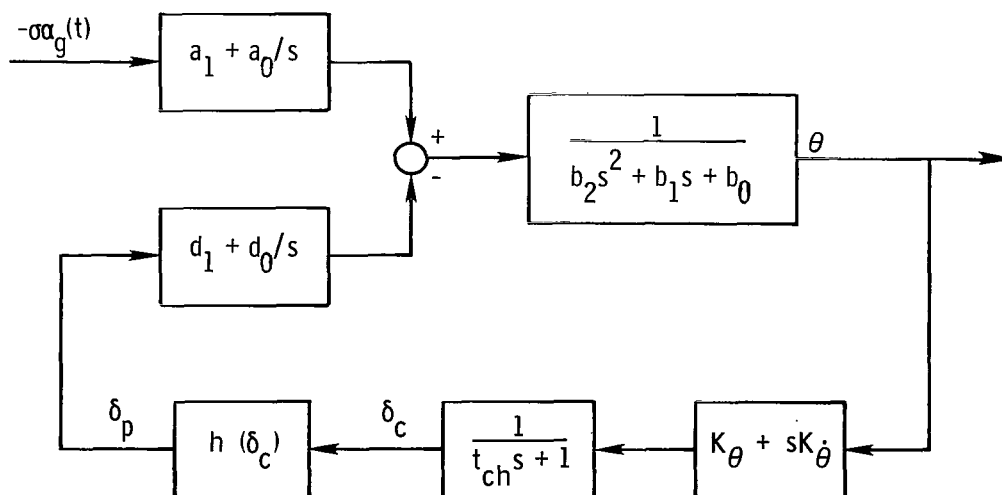 -σα_g(t)
a_1 + a_0/s
+
-
1
b_2s^2 + b_1s + b_0
θ
d_1 + d_0/s
δ_p
h (δ_c)
δ_c
1
t_ch s + 1
K_θ + sK_θ̇